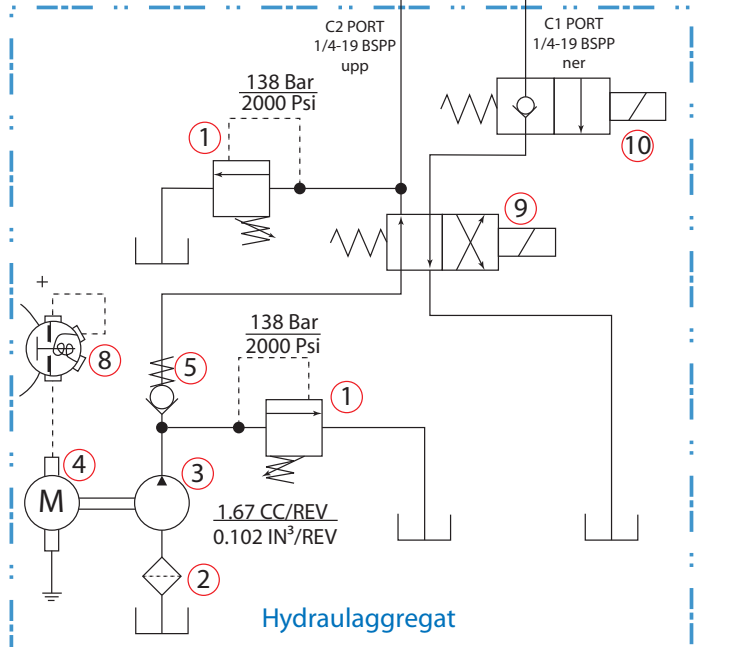 C2 PORT
1/4-19 BSPP
upp
C1 PORT
1/4-19 BSPP
ner
138 Bar
2000 Psi
1
10
9
+
8
138 Bar
2000 Psi
5
1
4
3
M
1.67 CC/REV
0.102 IN³/REV
2
Hydraulaggregat